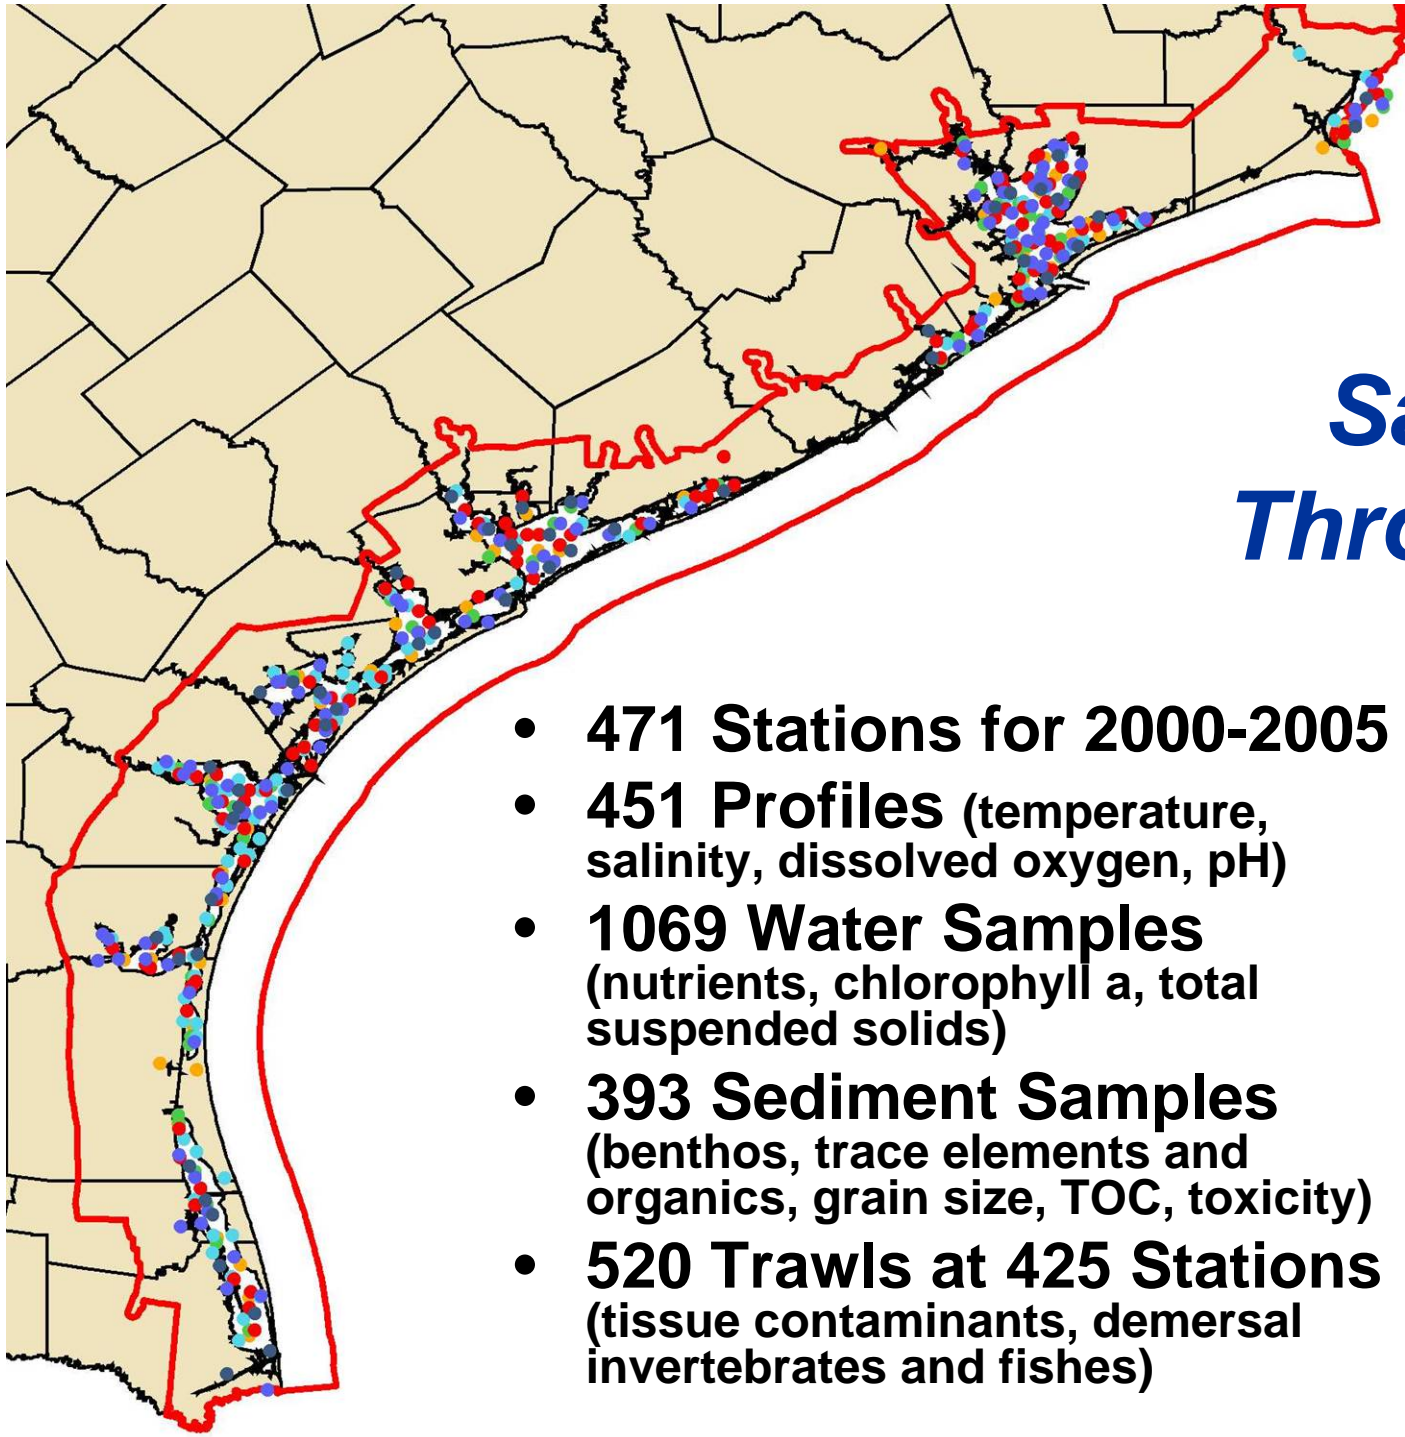 Sa
Thro
• 471 Stations for 2000-2005
• 451 Profiles (temperature,
salinity, dissolved oxygen, pH)
• 1069 Water Samples
(nutrients, chlorophyll a, total
suspended solids)
• 393 Sediment Samples
(benthos, trace elements and
organics, grain size, TOC, toxicity)
• 520 Trawls at 425 Stations
(tissue contaminants, demersal
invertebrates and fishes)